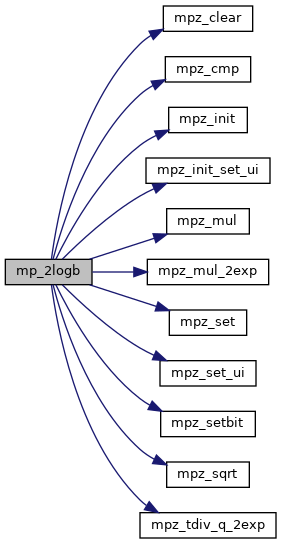 mpz_clear
mpz_cmp
mpz_init
mpz_init_set_ui
mpz_mul
mp_2logb
mpz_mul_2exp
mpz_set
mpz_set_ui
mpz_setbit
mpz_sqrt
mpz_tdiv_q_2exp